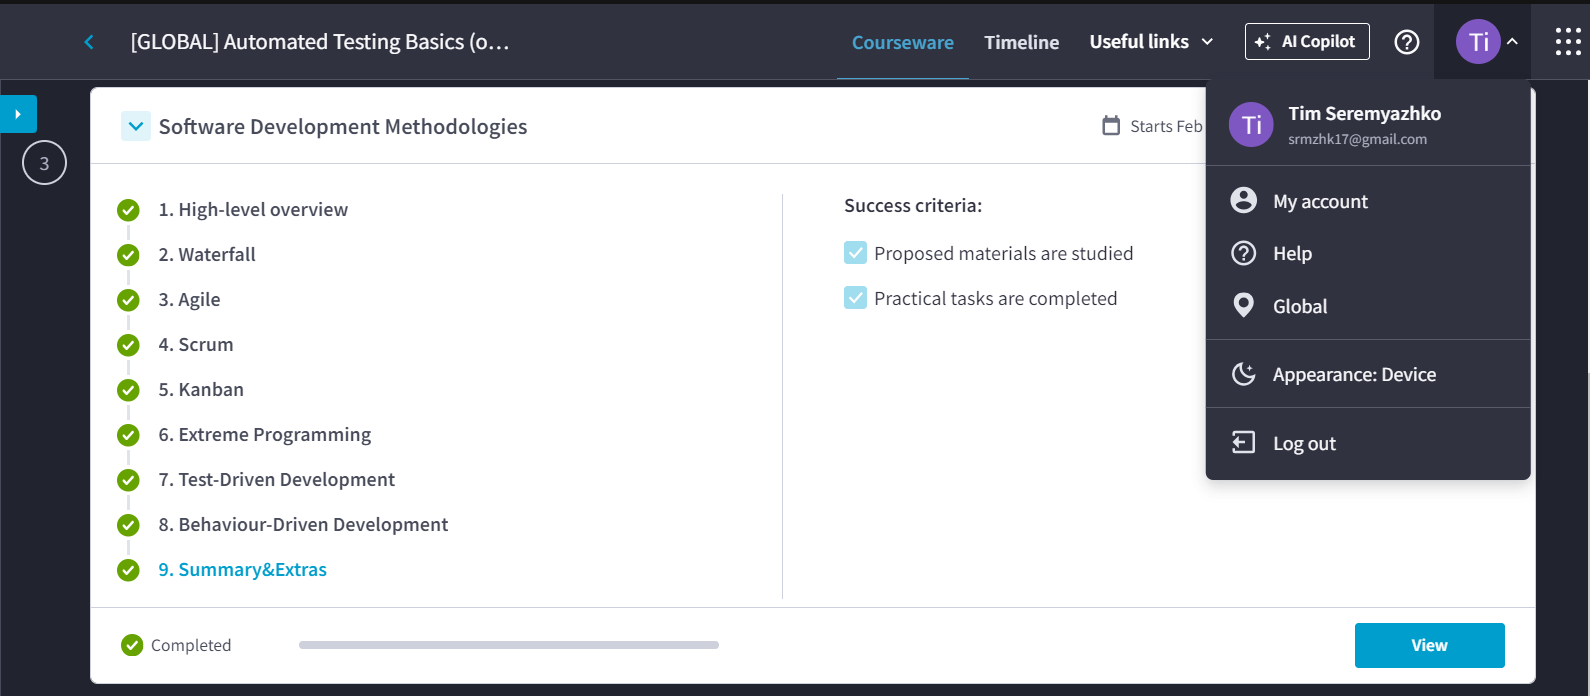 [GLOBAL] Automated Testing Basics (o...
Courseware
Timeline
Useful links
AI Copilot
Ti
3
Software Development Methodologies
Starts Feb
Ti
Tim Seremyazhko
srmzhk17@gmail.com
My account
Help
Global
Appearance: Device
Log out
1. High-level overview
2. Waterfall
3. Agile
4. Scrum
5. Kanban
6. Extreme Programming
7. Test-Driven Development
8. Behaviour-Driven Development
9. Summary&Extras
Success criteria:
Proposed materials are studied
Practical tasks are completed
Completed
View